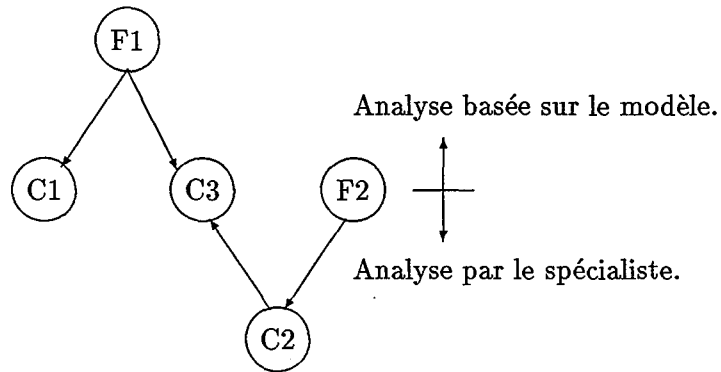 F1
Analyse basée sur le modèle.
C1
C3
F2
Analyse par le spécialiste.
C2